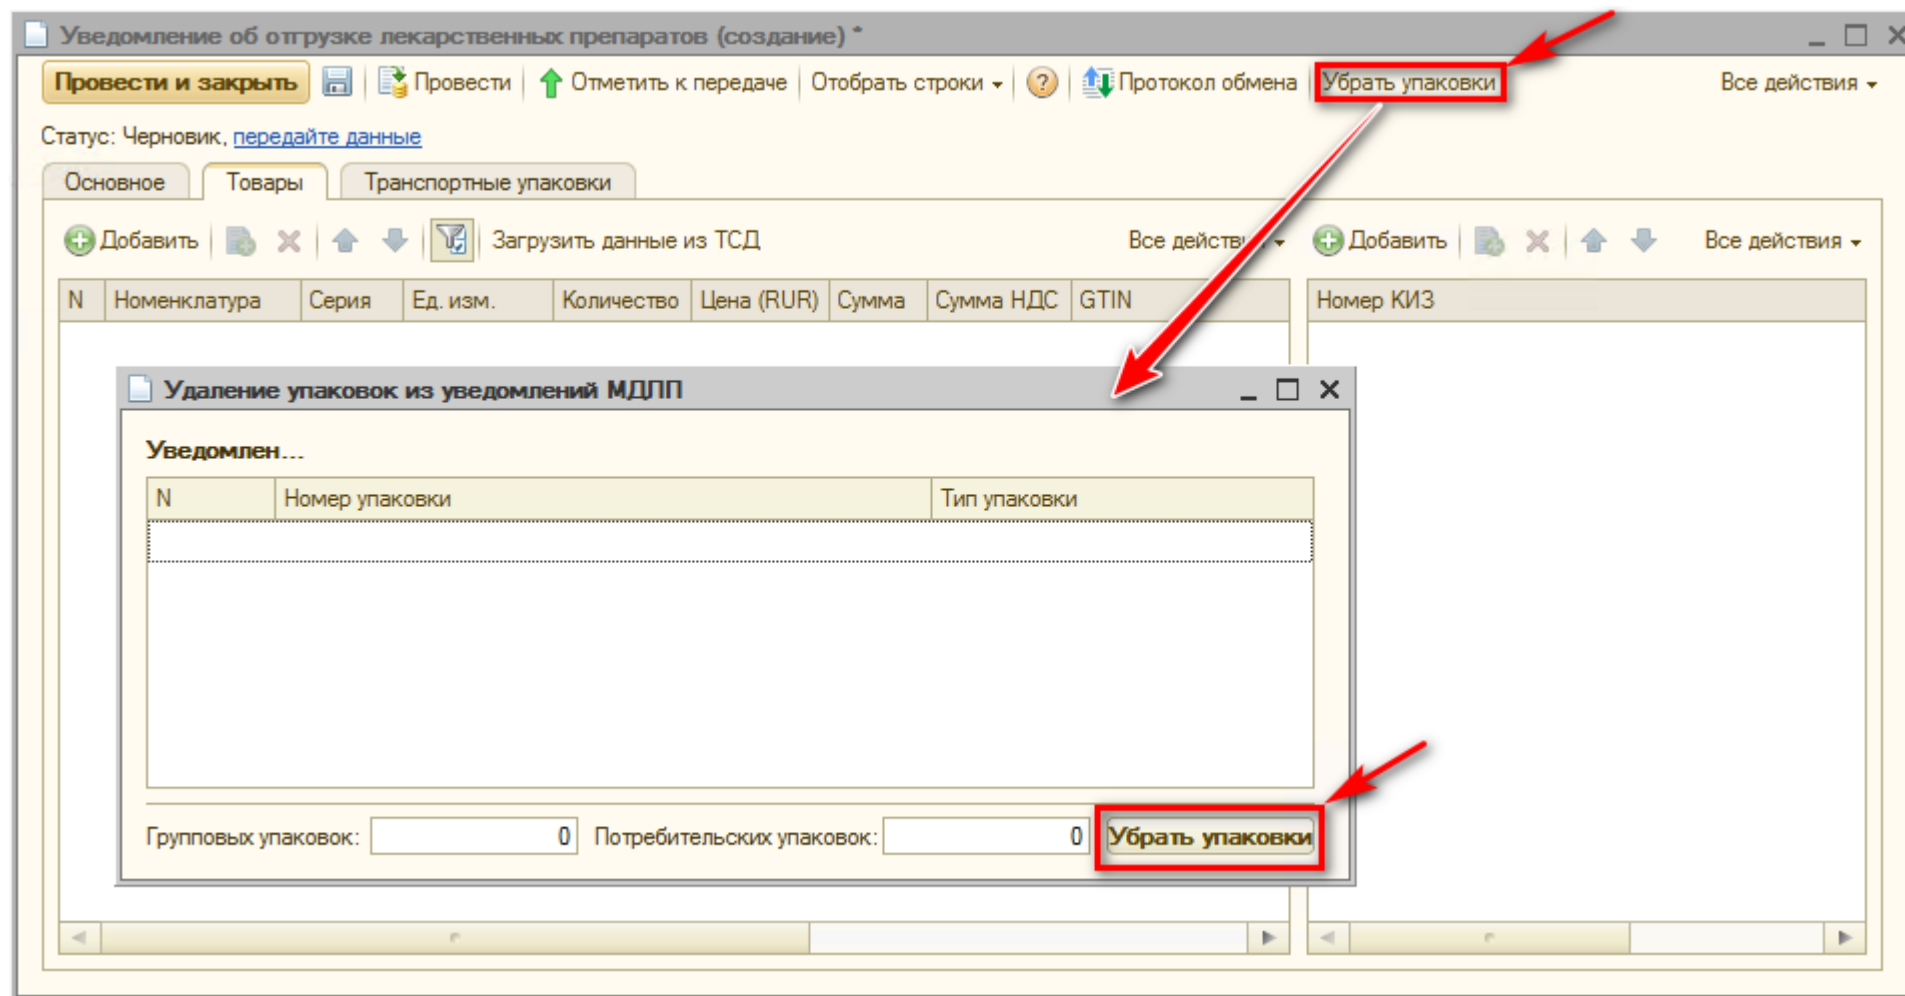 Уведомление об отгрузке лекарственных препаратов (создание) *
Провести и закрыть Провести Отметить к передаче Отобрать строки ? Протокол обмена Убрать упаковки Все действия
Статус: Черновик, передайте данные
Основное Товары Транспортные упаковки
Добавить Загрузить данные из ТСД Все действия Добавить Все действия
N Номенклатура Серия Ед. изм. Количество Цена (RUR) Сумма Сумма НДС GTIN Номер КИЗ
Удаление упаковок из уведомлений МДЛП
Уведомлен...
N Номер упаковки Тип упаковки
Групповых упаковок: 0 Потребительских упаковок: 0 Убрать упаковки